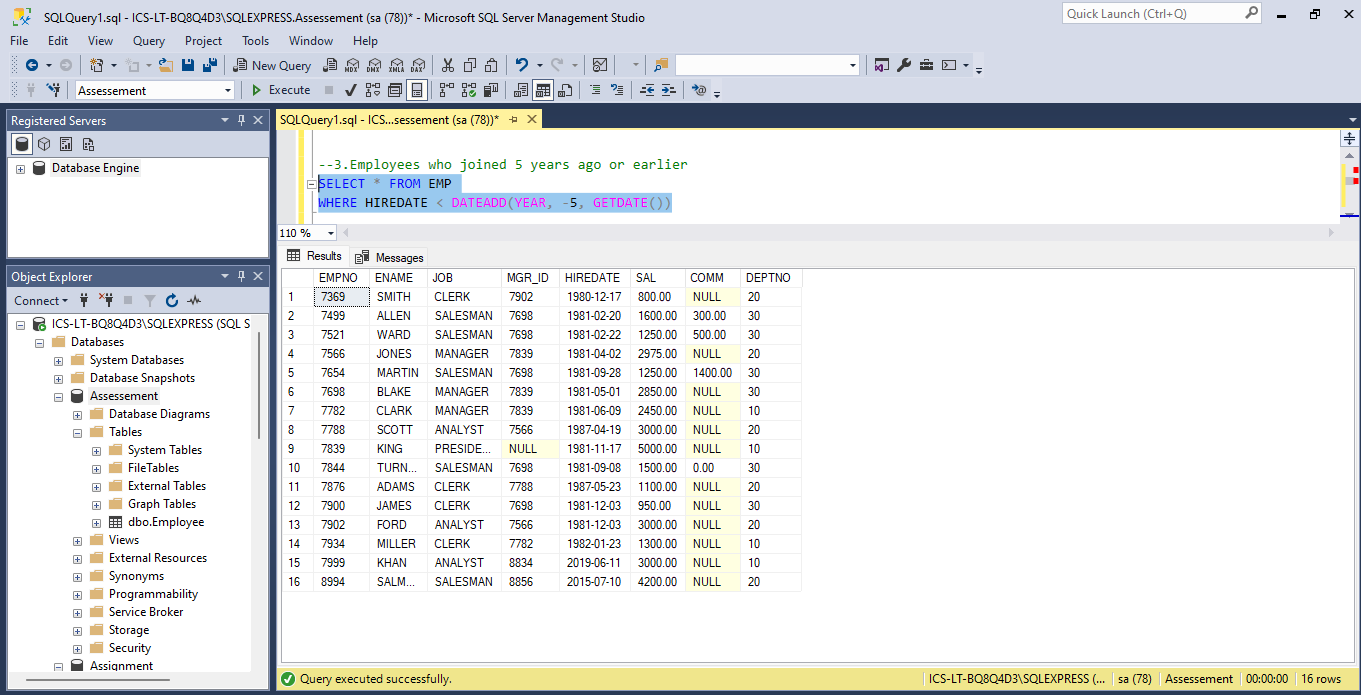 SQLQuery1.sql - ICS-LT-BQ8Q4D3\SQLEXPRESS.Assessement (sa (78))* - Microsoft SQL Server Management Studio
Quick Launch (Ctrl+Q)
File Edit View Query Project Tools Window Help
New Query MDX DMX XMLA DAX
Assessement Execute
Registered Servers
Database Engine
Object Explorer
Connect
ICS-LT-BQ8Q4D3\SQLEXPRESS (SQL S
Databases
System Databases
Database Snapshots
Assessement
Database Diagrams
Tables
System Tables
FileTables
External Tables
Graph Tables
dbo.Employee
Views
External Resources
Synonyms
Programmability
Service Broker
Storage
Security
Assignment
SQLQuery1.sql - ICS...sessement (sa (78))*
--3.Employees who joined 5 years ago or earlier
SELECT * FROM EMP
WHERE HIREDATE < DATEADD(YEAR, -5, GETDATE())
110 %
Results Messages
EMPNO ENAME JOB MGR_ID HIREDATE SAL COMM DEPTNO
1 7369 SMITH CLERK 7902 1980-12-17 800.00 NULL 20
2 7499 ALLEN SALESMAN 7698 1981-02-20 1600.00 300.00 30
3 7521 WARD SALESMAN 7698 1981-02-22 1250.00 500.00 30
4 7566 JONES MANAGER 7839 1981-04-02 2975.00 NULL 20
5 7654 MARTIN SALESMAN 7698 1981-09-28 1250.00 1400.00 30
6 7698 BLAKE MANAGER 7839 1981-05-01 2850.00 NULL 30
7 7782 CLARK MANAGER 7839 1981-06-09 2450.00 NULL 10
8 7788 SCOTT ANALYST 7566 1987-04-19 3000.00 NULL 20
9 7839 KING PRESIDE... NULL 1981-11-17 5000.00 NULL 10
10 7844 TURN... SALESMAN 7698 1981-09-08 1500.00 0.00 30
11 7876 ADAMS CLERK 7788 1987-05-23 1100.00 NULL 20
12 7900 JAMES CLERK 7698 1981-12-03 950.00 NULL 30
13 7902 FORD ANALYST 7566 1981-12-03 3000.00 NULL 20
14 7934 MILLER CLERK 7782 1982-01-23 1300.00 NULL 10
15 7999 KHAN ANALYST 8834 2019-06-11 3000.00 NULL 10
16 8994 SALM... SALESMAN 8856 2015-07-10 4200.00 NULL 20
Query executed successfully. ICS-LT-BQ8Q4D3\SQLEXPRESS (... sa (78) Assessement 00:00:00 16 rows